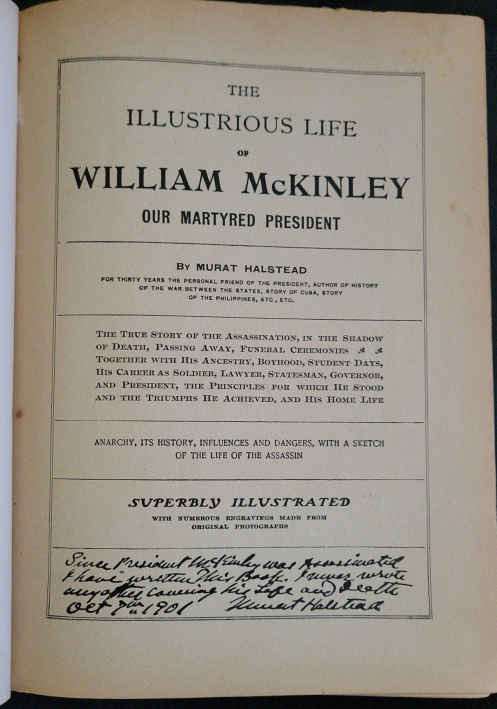 THE
ILLUSTRIOUS LIFE
OF
WILLIAM McKINLEY
OUR MARTYRED PRESIDENT
BY MURAT HALSTEAD
FOR THIRTY YEARS THE PERSONAL FRIEND OF THE PRESIDENT, AUTHOR OF HISTORY
OF THE WAR BETWEEN THE STATES, STORY OF CUBA, STORY
OF THE PHILIPPINES, ETC., ETC.
THE TRUE STORY OF THE ASSASSINATION, IN THE SHADOW
OF DEATH, PASSING AWAY, FUNERAL CEREMONIES
TOGETHER WITH HIS ANCESTRY, BOYHOOD, STUDENT DAYS,
HIS CAREER AS SOLDIER, LAWYER, STATESMAN, GOVERNOR,
AND PRESIDENT, THE PRINCIPLES FOR WHICH HE STOOD
AND THE TRIUMPHS HE ACHIEVED, AND HIS HOME LIFE
ANARCHY, ITS HISTORY, INFLUENCES AND DANGERS, WITH A SKETCH
OF THE LIFE OF THE ASSASSIN
SUPERBLY ILLUSTRATED
WITH NUMEROUS ENGRAVINGS MADE FROM
ORIGINAL PHOTOGRAPHS
Since President McKinley was Assassinated
I have written this Book. I never wrote
any other covering his Life and Death
Oct 7th 1901 Murat Halstead